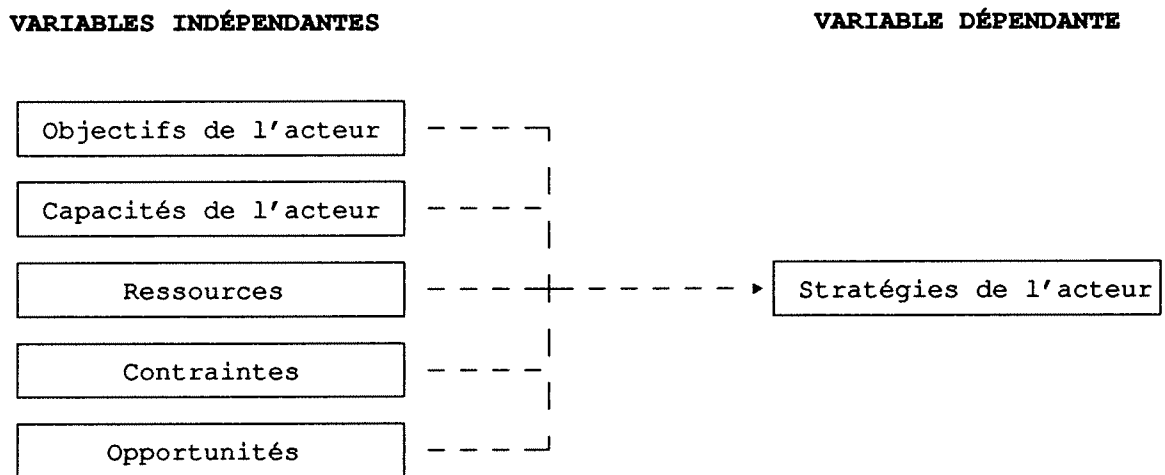 VARIABLES INDÉPENDANTES
VARIABLE DÉPENDANTE
Objectifs de l'acteur
Capacités de l'acteur
Ressources
Stratégies de l'acteur
Contraintes
Opportunités